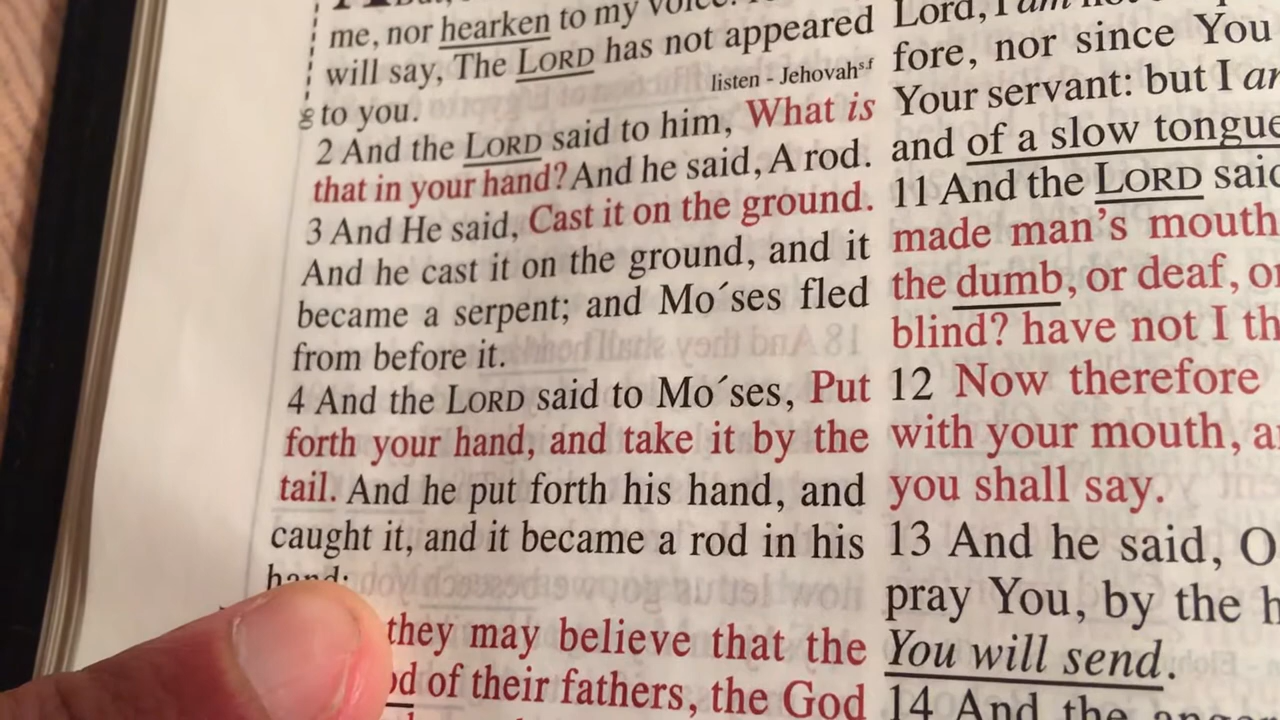 me, nor hearken to my voice:
will say, The LORD has not appeared
listen - Jehovah s.f
g to you.
2 And the LORD said to him, What is
that in your hand? And he said, A rod.
3 And He said, Cast it on the ground.
And he cast it on the ground, and it
became a serpent; and Mo´ses fled
from before it.
4 And the LORD said to Mo´ses, Put
forth your hand, and take it by the
tail. And he put forth his hand, and
caught it, and it became a rod in his
hand:
they may believe that the
of their fathers, the God
Lord, I am
fore, nor since You
Your servant: but I
and of a slow tongue
11 And the LORD
made man's mouth
the dumb, or deaf,
blind? have not I
12 Now therefore
with your mouth,
you shall say.
13 And he said, O
pray You, by the
You will send.
14 And the